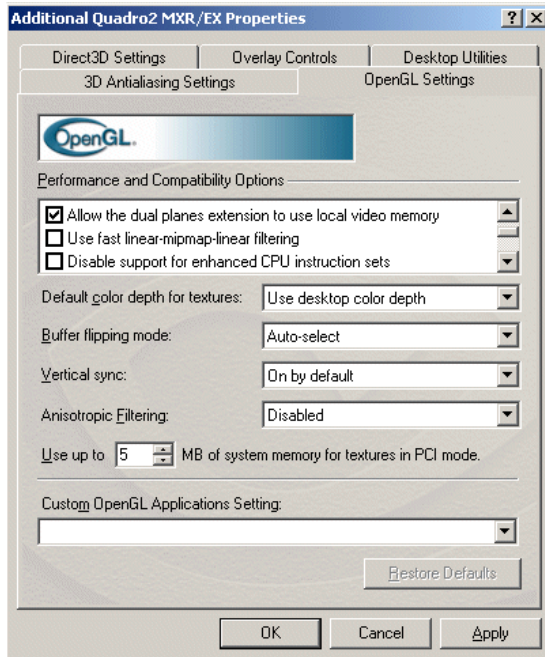 Additional Quadro2 MXR/EX Properties ? X
Direct3D Settings Overlay Controls Desktop Utilities
3D Antialiasing Settings OpenGL Settings
OpenGL.
Performance and Compatibility Options
Allow the dual planes extension to use local video memory
Use fast linear-mipmap-linear filtering
Disable support for enhanced CPU instruction sets
Default color depth for textures: Use desktop color depth
Buffer flipping mode: Auto-select
Vertical sync: On by default
Anisotropic Filtering: Disabled
Use up to 5 MB of system memory for textures in PCI mode.
Custom OpenGL Applications Setting:
Restore Defaults
OK Cancel Apply